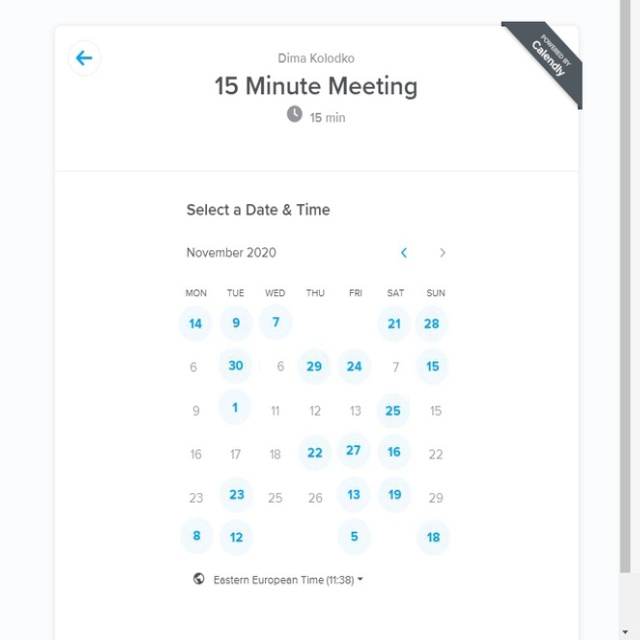 POWERED BY
Calendly
Dima Kolodko
15 Minute Meeting
15 min
Select a Date & Time
November 2020
MON TUE WED THU FRI SAT SUN
14 9 7 21 28
6 30 6 29 24 7 15
9 1 11 12 13 25 15
16 17 18 22 27 16 22
23 23 25 26 13 19 29
8 12 5 18
Eastern European Time (11:38)